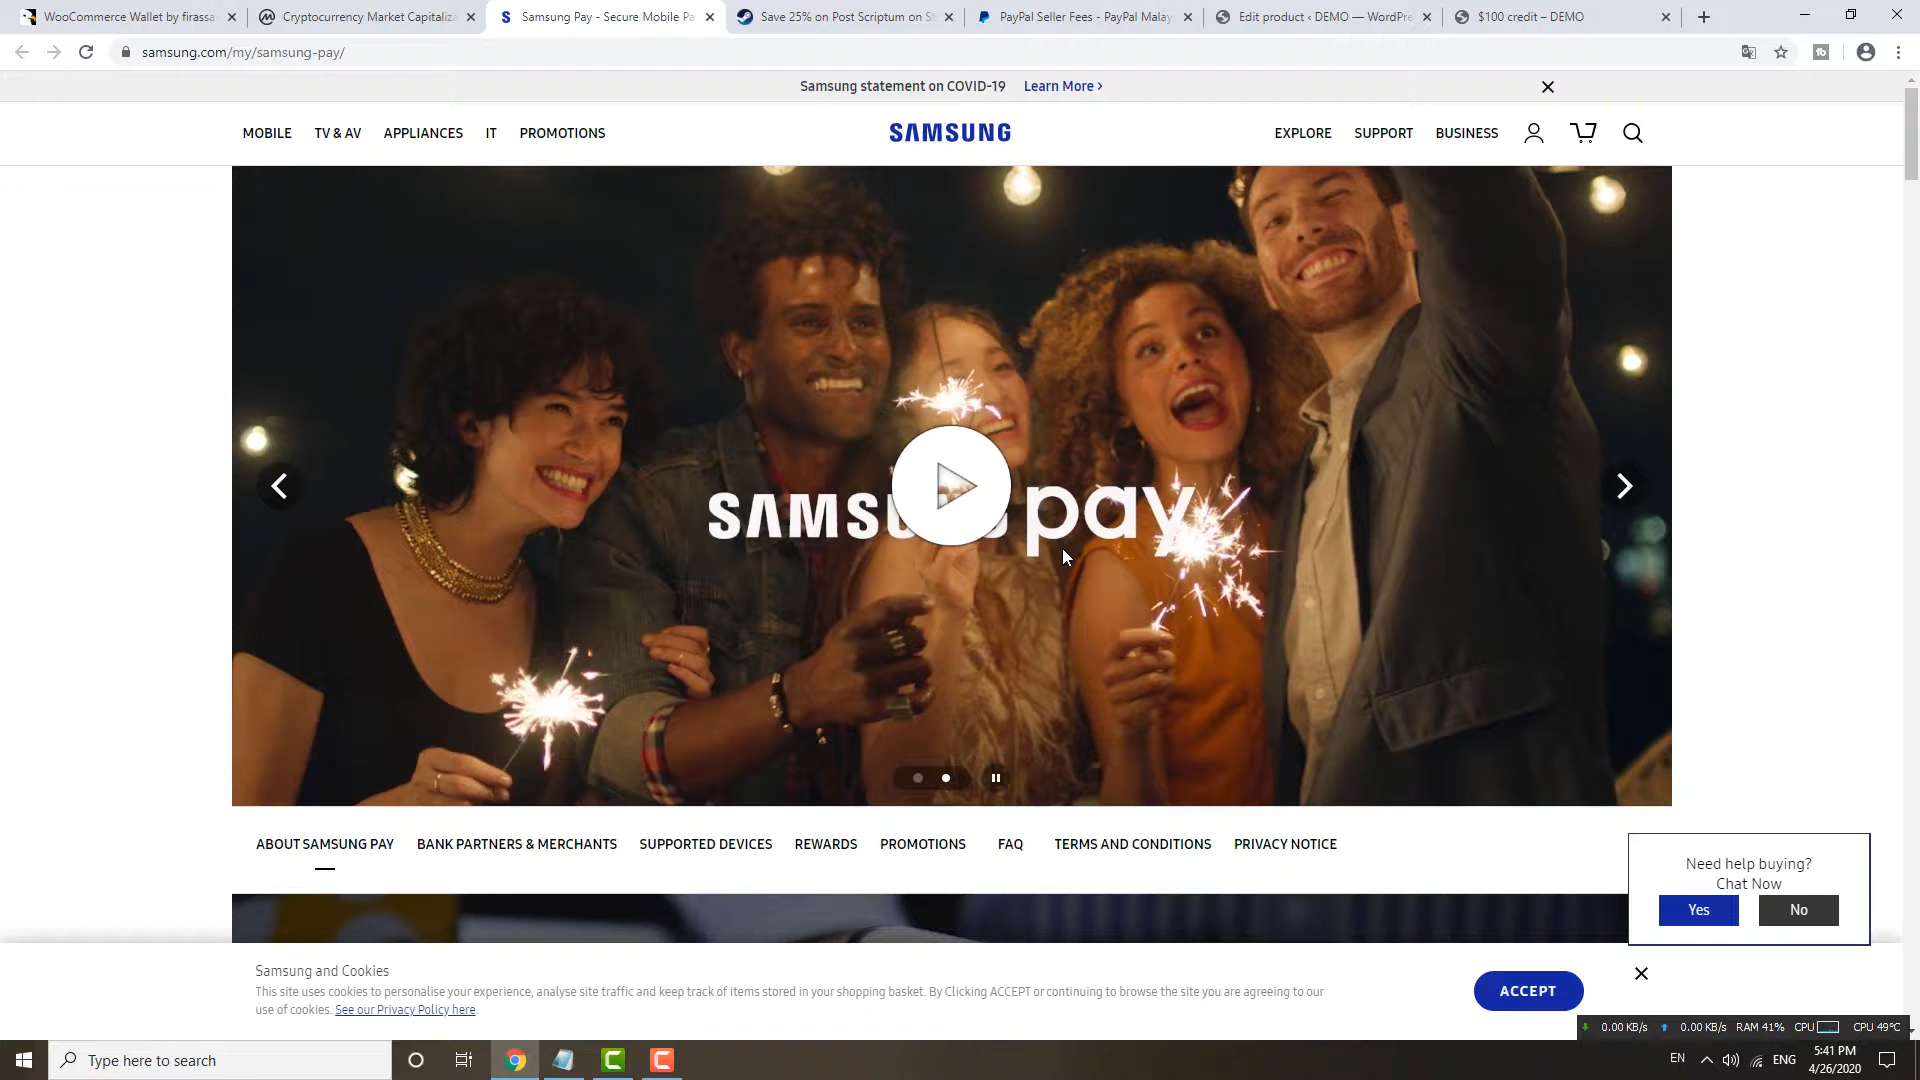 WooCommerce Wallet by firassa
Cryptocurrency Market Capitaliza
Samsung Pay - Secure Mobile Pa
Save 25% on Post Scriptum on St
PayPal Seller Fees - PayPal Malay
Edit product ‹ DEMO — WordPre
$100 credit – DEMO
samsung.com/my/samsung-pay/
Samsung statement on COVID-19 Learn More >
MOBILE TV & AV APPLIANCES IT PROMOTIONS
SAMSUNG
EXPLORE SUPPORT BUSINESS
pay
ABOUT SAMSUNG PAY BANK PARTNERS & MERCHANTS SUPPORTED DEVICES REWARDS PROMOTIONS FAQ TERMS AND CONDITIONS PRIVACY NOTICE
Need help buying?
Chat Now
Yes No
Samsung and Cookies
This site uses cookies to personalise your experience, analyse site traffic and keep track of items stored in your shopping basket. By Clicking ACCEPT or continuing to browse the site you are agreeing to our
use of cookies. See our Privacy Policy here.
ACCEPT
0.00 KB/s 0.00 KB/s RAM 41% CPU CPU 49°C
Type here to search
EN ENG
5:41 PM
4/26/2020